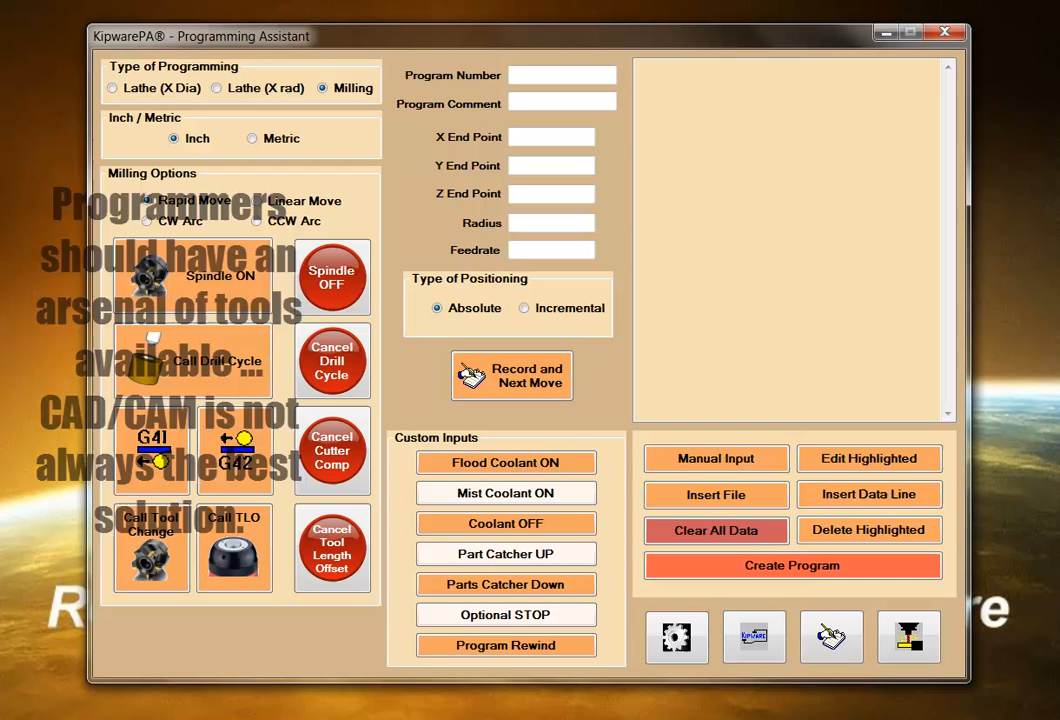 KipwarePA® - Programming Assistant
Type of Programming
Lathe (X Dia) Lathe (X rad) Milling
Inch / Metric
Inch Metric
Milling Options
Rapid Move Linear Move
CW Arc CCW Arc
Spindle ON
Spindle OFF
Call Drill Cycle
Cancel Drill Cycle
G41
G42
Cancel Cutter Comp
Call Tool Change
Call TLO
Cancel Tool Length Offset
Programmers
should have an
arsenal of tools
available ...
CAD/CAM is not
always the best
solution.
Program Number
Program Comment
X End Point
Y End Point
Z End Point
Radius
Feedrate
Type of Positioning
Absolute Incremental
Record and
Next Move
Custom Inputs
Flood Coolant ON
Mist Coolant ON
Coolant OFF
Part Catcher UP
Parts Catcher Down
Optional STOP
Program Rewind
Manual Input Edit Highlighted
Insert File Insert Data Line
Clear All Data Delete Highlighted
Create Program
KIPWARE